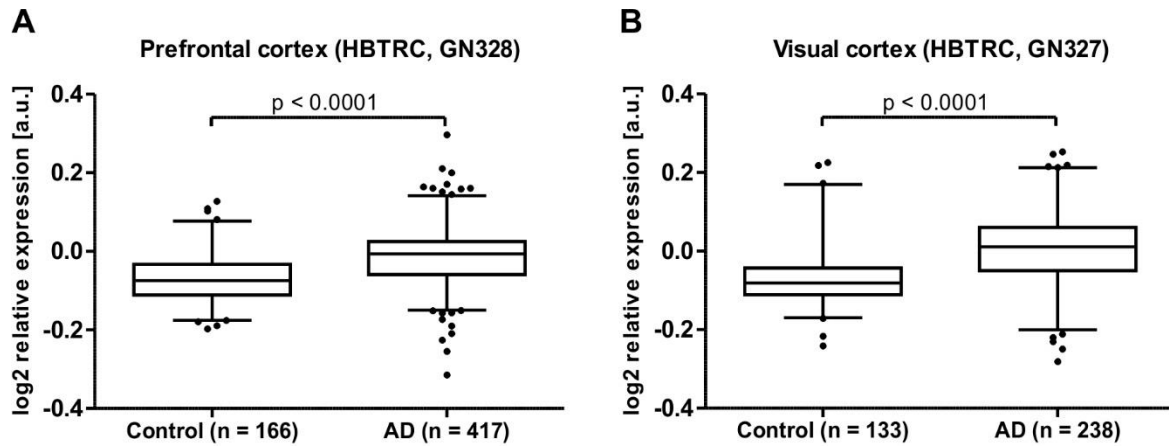 A
Prefrontal cortex (HBTRC, GN328)
log2 relative expression [a.u.]
0.4
0.2
0.0
-0.2
-0.4
p < 0.0001
Control (n = 166)
AD (n = 417)
B
Visual cortex (HBTRC, GN327)
log2 relative expression [a.u.]
0.4
0.2
0.0
-0.2
-0.4
p < 0.0001
Control (n = 133)
AD (n = 238)